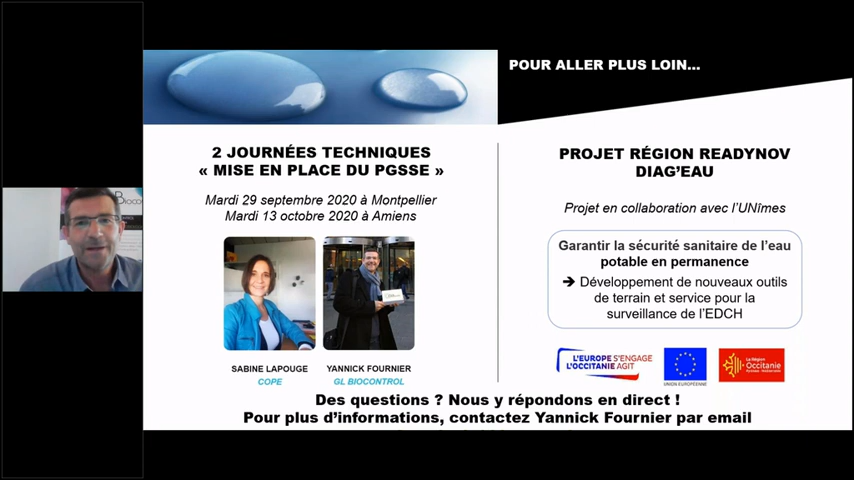 POUR ALLER PLUS LOIN...
2 JOURNÉES TECHNIQUES
« MISE EN PLACE DU PGSSE »
Mardi 29 septembre 2020 à Montpellier
Mardi 13 octobre 2020 à Amiens
SABINE LAPOUGE
COPE
YANNICK FOURNIER
GL BIOCONTROL
PROJET RÉGION READYNOV
DIAG’EAU
Projet en collaboration avec l’UNîmes
Garantir la sécurité sanitaire de l’eau
potable en permanence
➔ Développement de nouveaux outils
de terrain et service pour la
surveillance de l’EDCH
L'EUROPE S'ENGAGE
L'OCCITANIE AGIT
UNION EUROPÉENNE
La Région
Occitanie
Des questions ? Nous y répondons en direct !
Pour plus d’informations, contactez Yannick Fournier par email